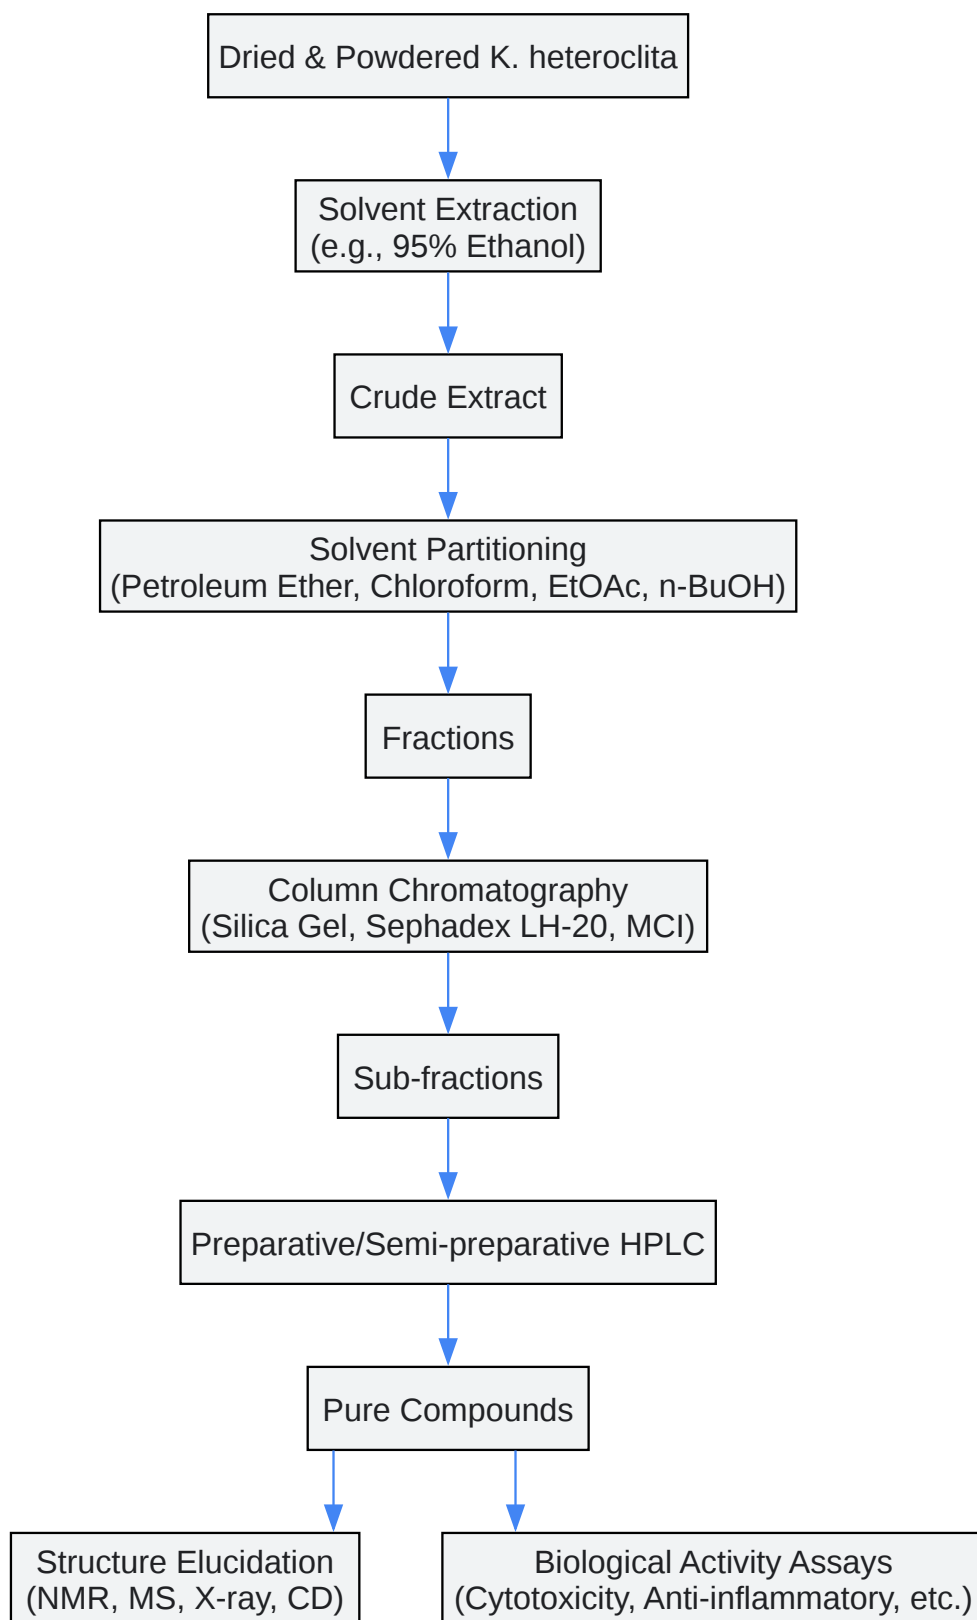 Dried & Powdered K. heteroclita
Solvent Extraction
(e.g., 95% Ethanol)
Crude Extract
Solvent Partitioning
(Petroleum Ether, Chloroform, EtOAc, n-BuOH)
Fractions
Column Chromatography
(Silica Gel, Sephadex LH-20, MCI)
Sub-fractions
Preparative/Semi-preparative HPLC
Pure Compounds
Structure Elucidation
(NMR, MS, X-ray, CD)
Biological Activity Assays
(Cytotoxicity, Anti-inflammatory, etc.)